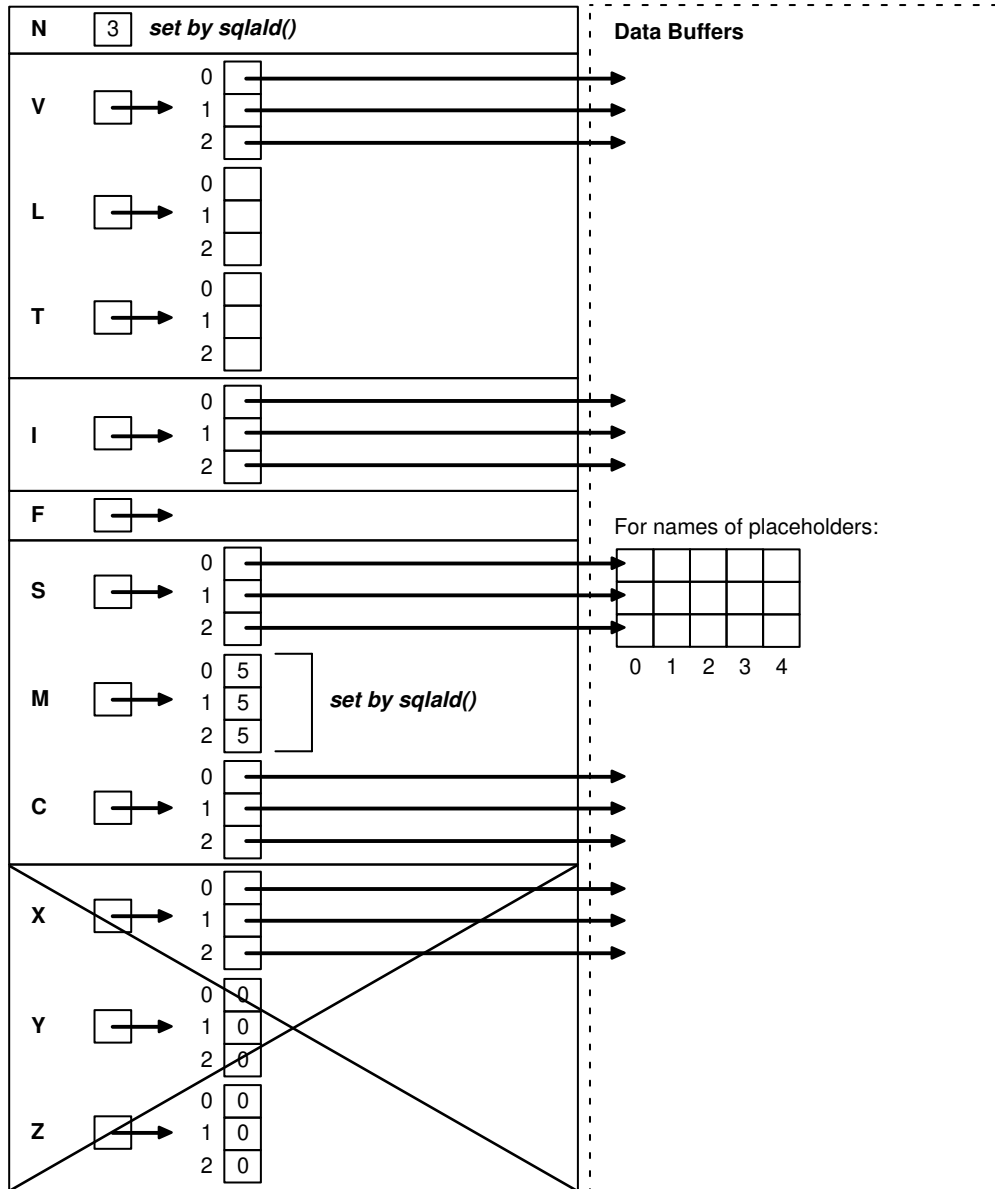 N 3 set by sqlald()
Data Buffers
0
V 1
2
0
L 1
2
0
T 1
2
0
I 1
2
F
For names of placeholders:
0
S 1
2
0 1 2 3 4
0 5
M 1 5 set by sqlald()
2 5
0
C 1
2
0
X 1
2
0 0
Y 1 0
2 0
0 0
Z 1 0
2 0